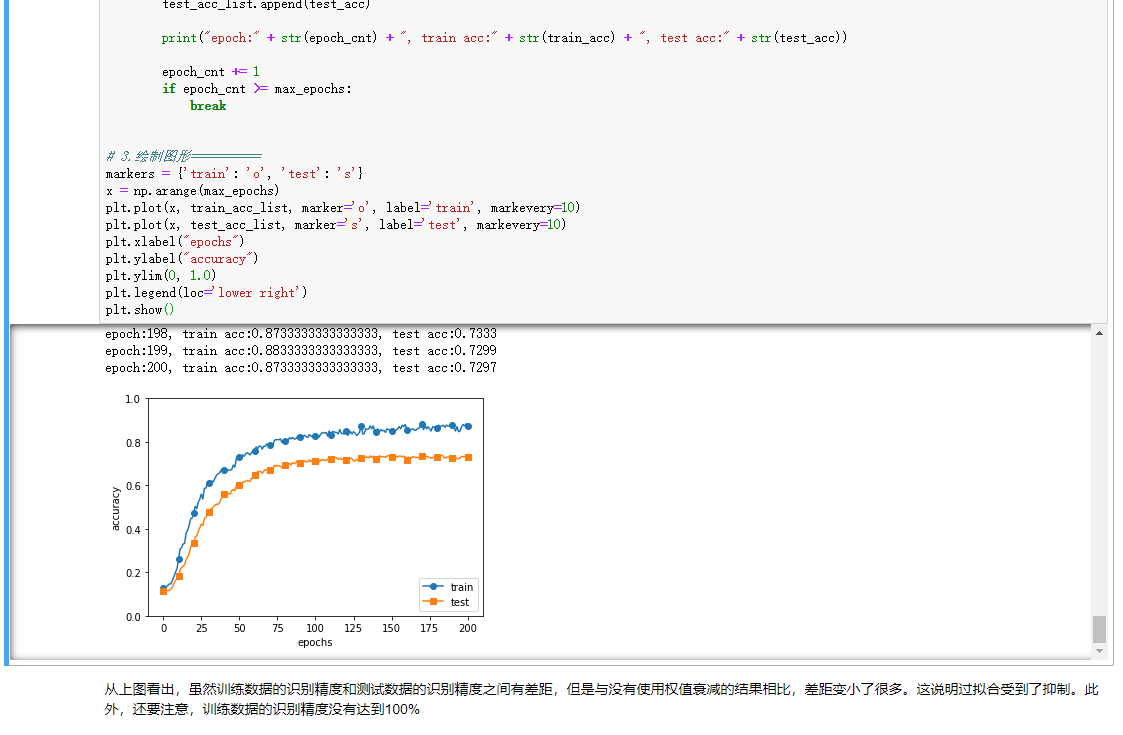 test_acc_list.append(test_acc)
print("epoch:" + str(epoch_cnt) + ", train acc:" + str(train_acc) + ", test acc:" + str(test_acc))
epoch_cnt += 1
if epoch_cnt >= max_epochs:
break
# 3.绘制图形==========
markers = {'train': 'o', 'test': 's'}
x = np.arange(max_epochs)
plt.plot(x, train_acc_list, marker='o', label='train', markevery=10)
plt.plot(x, test_acc_list, marker='s', label='test', markevery=10)
plt.xlabel("epochs")
plt.ylabel("accuracy")
plt.ylim(0, 1.0)
plt.legend(loc='lower right')
plt.show()
epoch:198, train acc:0.8733333333333333, test acc:0.7333
epoch:199, train acc:0.8833333333333333, test acc:0.7299
epoch:200, train acc:0.8733333333333333, test acc:0.7297
1.0
0.8
0.6
0.4
0.2
0.0
accuracy
train
test
0 25 50 75 100 125 150 175 200
epochs
从上图看出，虽然训练数据的识别精度和测试数据的识别精度之间有差距，但是与没有使用权值衰减的结果相比，差距变小了很多。这说明过拟合受到了抑制。此
外，还要注意，训练数据的识别精度没有达到100%